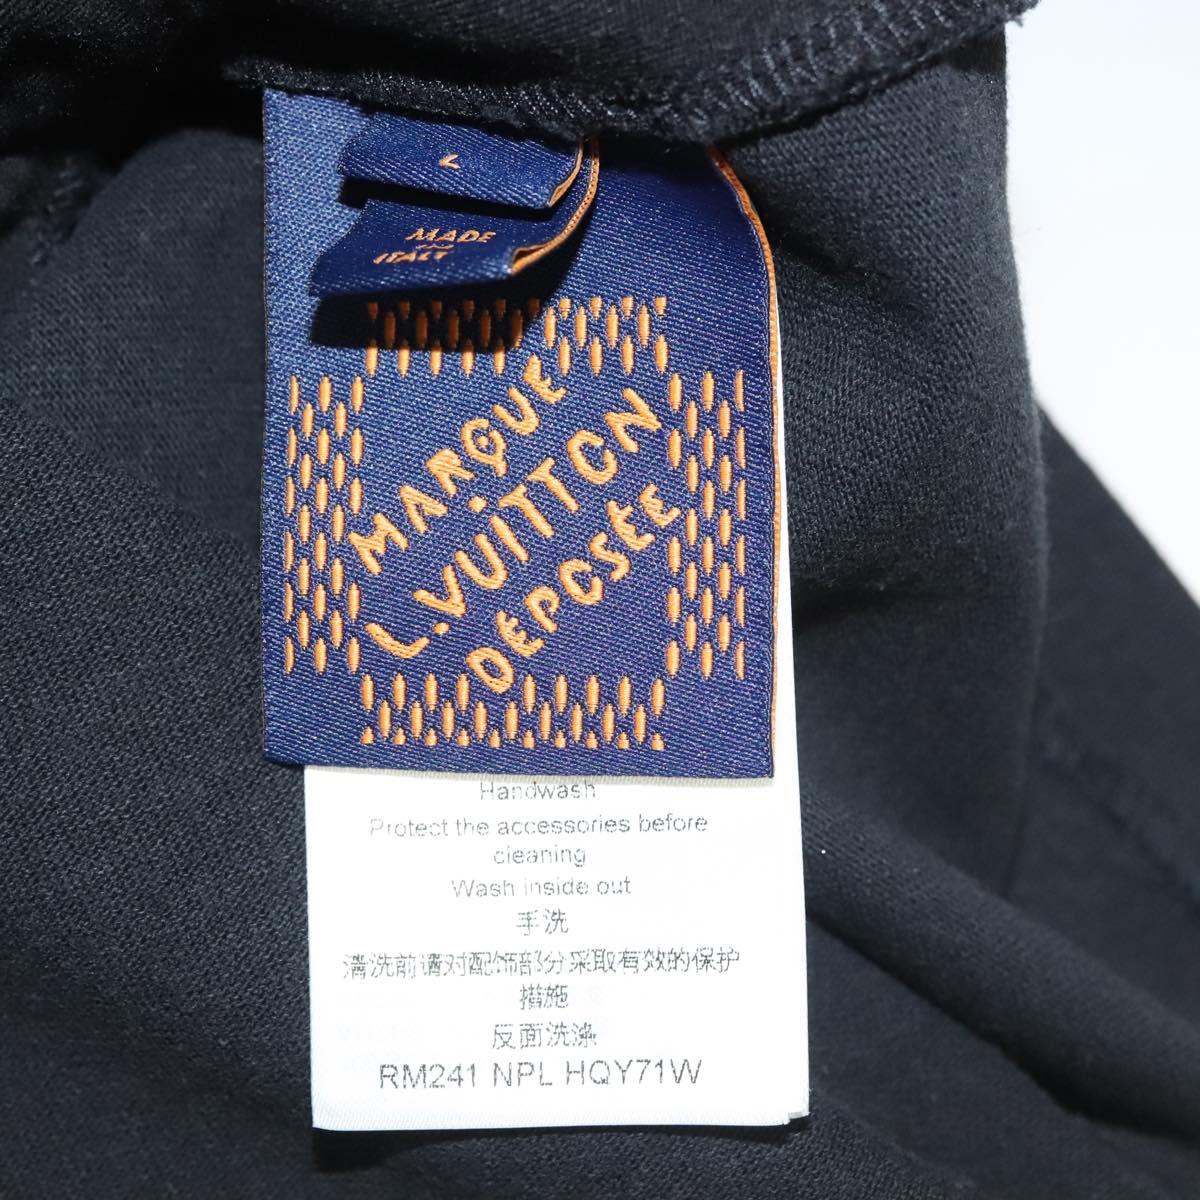 L
MADE
IN
ITALY
MARQUE
L.VUITTON
DEPOSEE
Handwash
Protect the accessories before
cleaning
Wash inside out
手洗
清洗前请对配饰部分采取有效的保护
措施
反面洗涤
RM241 NPL HQY71W